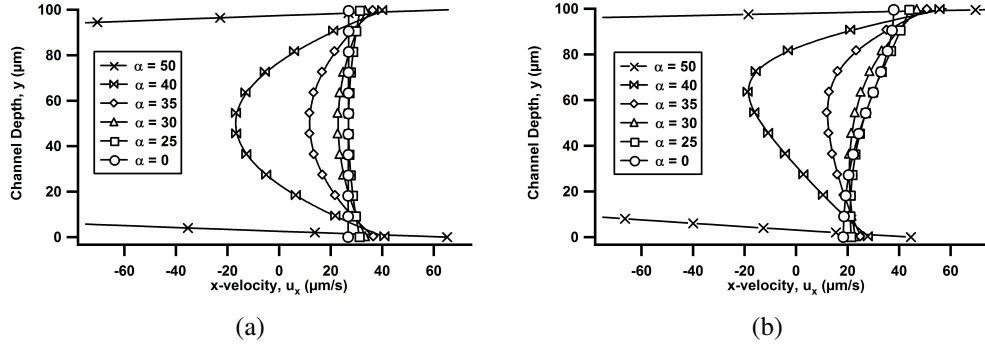 100
80
60
40
20
0
Channel Depth, y (µm)
α = 50
α = 40
α = 35
α = 30
α = 25
α = 0
-60 -40 -20 0 20 40 60
x-velocity, uₓ (µm/s)
(a)
100
80
60
40
20
0
Channel Depth, y (µm)
α = 50
α = 40
α = 35
α = 30
α = 25
α = 0
-60 -40 -20 0 20 40 60
x-velocity, uₓ (µm/s)
(b)